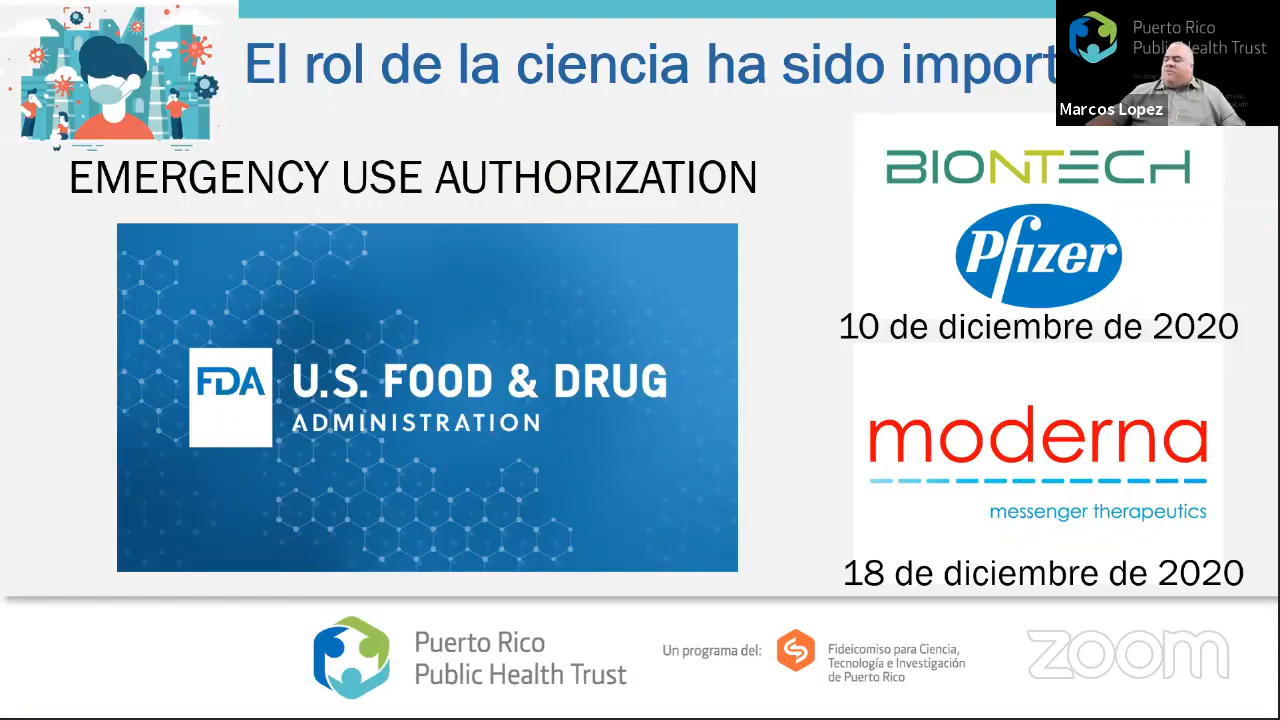 El rol de la ciencia ha sido import
Puerto Rico
Public Health Trust
Marcos Lopez
EMERGENCY USE AUTHORIZATION
BIONTECH
Pfizer
10 de diciembre de 2020
FDA
U.S. FOOD & DRUG
ADMINISTRATION
moderna
messenger therapeutics
18 de diciembre de 2020
Puerto Rico
Public Health Trust
Un programa del:
Fideicomiso para Ciencia,
Tecnología e Investigación
de Puerto Rico
zoom